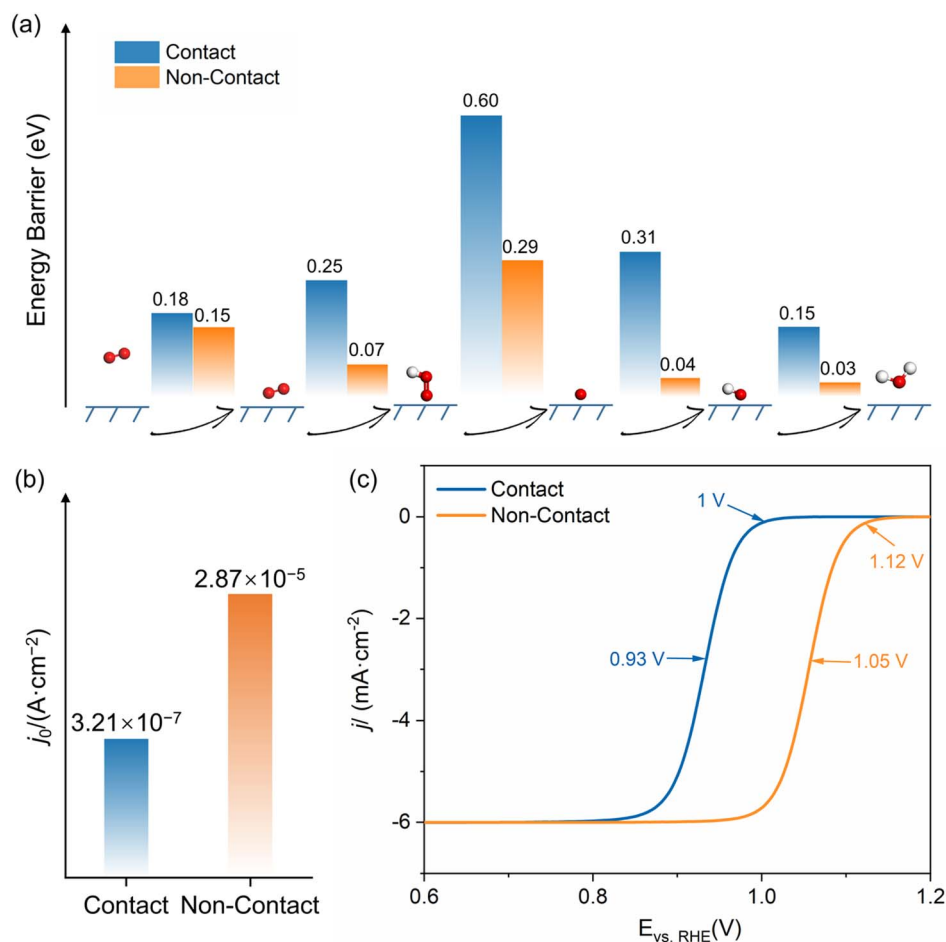 (a)
Energy Barrier (eV)
Contact
Non-Contact
0.18
0.15
0.25
0.07
0.60
0.29
0.31
0.04
0.15
0.03
(b)
j₀/(A·cm⁻²)
3.21×10⁻⁷
2.87×10⁻⁵
Contact
Non-Contact
(c)
j/ (mA·cm⁻²)
Contact
Non-Contact
1 V
1.12 V
0.93 V
1.05 V
0
-2
-4
-6
0.6
0.8
1.0
1.2
E vs. RHE(V)